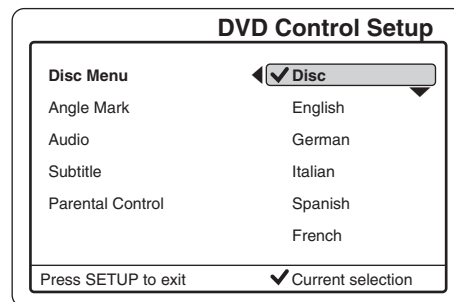 DVD Control Setup
Disc Menu ✓ Disc
Angle Mark English
Audio German
Subtitle Italian
Parental Control Spanish
French
Press SETUP to exit ✓ Current selection